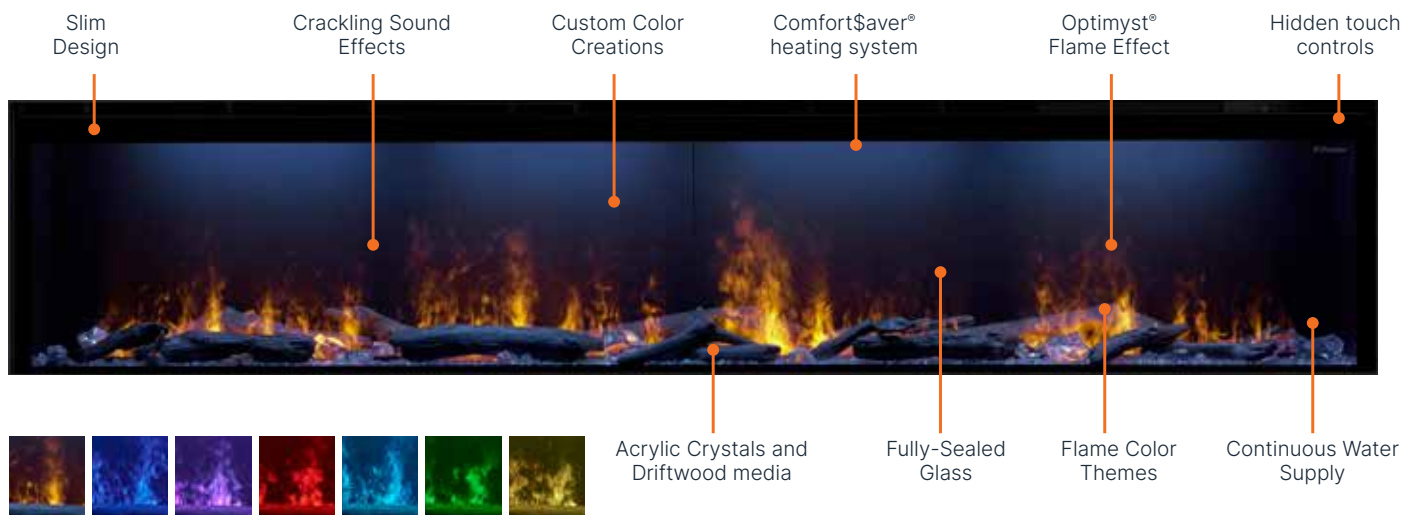 Slim
Design
Crackling Sound
Effects
Custom Color
Creations
Comfort$aver®
heating system
Optimyst®
Flame Effect
Hidden touch
controls
Acrylic Crystals and
Driftwood media
Fully-Sealed
Glass
Flame Color
Themes
Continuous Water
Supply